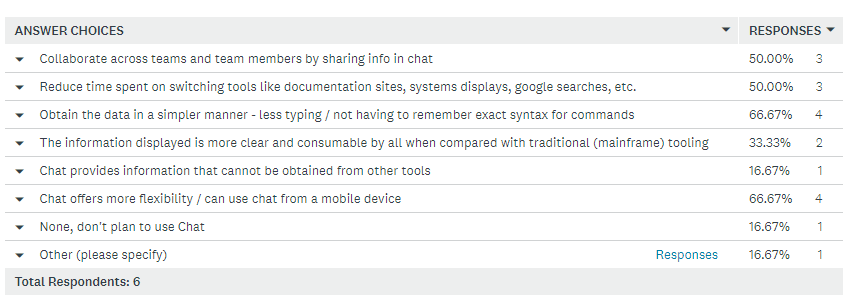 ANSWER CHOICES RESPONSES
Collaborate across teams and team members by sharing info in chat 50.00% 3
Reduce time spent on switching tools like documentation sites, systems displays, google searches, etc. 50.00% 3
Obtain the data in a simpler manner - less typing / not having to remember exact syntax for commands 66.67% 4
The information displayed is more clear and consumable by all when compared with traditional (mainframe) tooling 33.33% 2
Chat provides information that cannot be obtained from other tools 16.67% 1
Chat offers more flexibility / can use chat from a mobile device 66.67% 4
None, don't plan to use Chat 16.67% 1
Other (please specify) Responses 16.67% 1
Total Respondents: 6